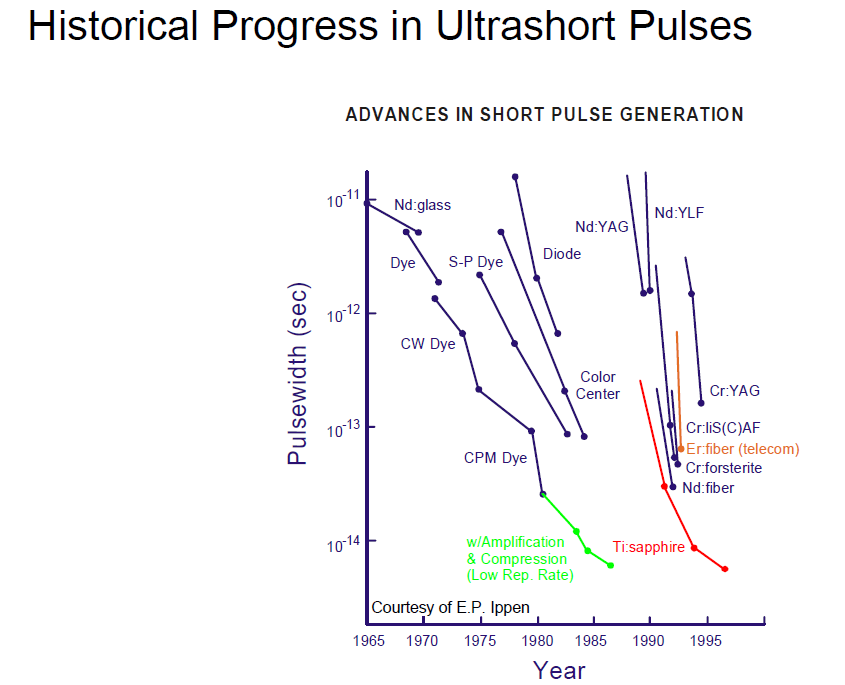 Historical Progress in Ultrashort Pulses
ADVANCES IN SHORT PULSE GENERATION
10-11
Nd:glass
Nd:YLF
Nd:YAG
Diode
Dye
S-P Dye
10-12
CW Dye
Color
Center
Cr:YAG
10-13
Cr:liS(C)AF
Er:fiber (telecom)
CPM Dye
Cr:forsterite
Nd:fiber
10-14
w/Amplification
& Compression
(Low Rep. Rate)
Ti:sapphire
Pulsewidth (sec)
Courtesy of E.P. Ippen
1965 1970 1975 1980 1985 1990 1995
Year